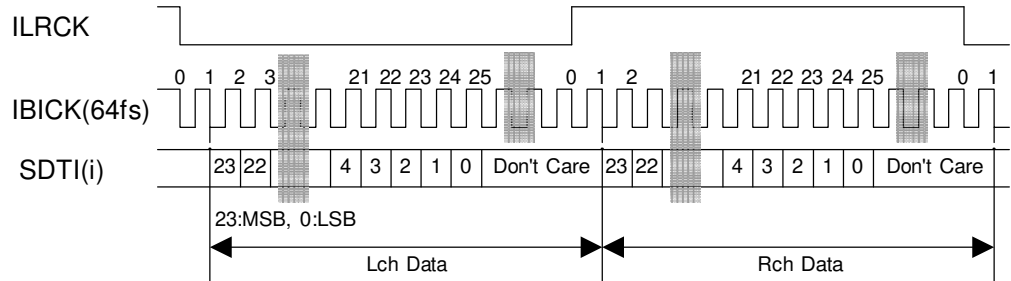 ILRCK
0 1 2 3 21 22 23 24 25 0 1 2 21 22 23 24 25 0 1
IBICK(64fs)
SDTI(i) 23 22 4 3 2 1 0 Don't Care 23 22 4 3 2 1 0 Don't Care
23:MSB, 0:LSB
Lch Data Rch Data